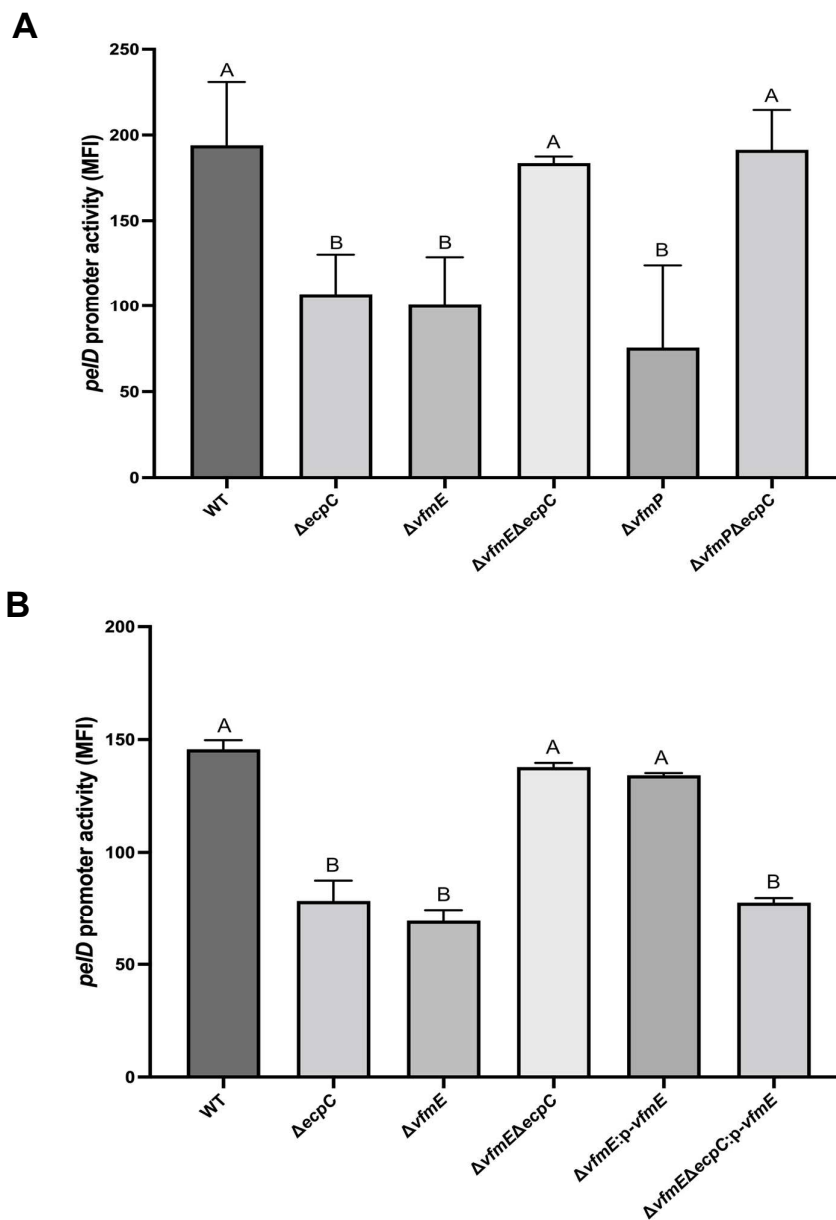 A
pelD promoter activity (MFI)
250
200
150
100
50
0
A
B
B
A
B
A
WT
ΔecpC
ΔvfmE
ΔvfmEΔecpC
ΔvfmP
ΔvfmPΔecpC
B
pelD promoter activity (MFI)
200
150
100
50
0
A
B
B
A
A
B
WT
ΔecpC
ΔvfmE
ΔvfmEΔecpC
ΔvfmE:p-vfmE
ΔvfmEΔecpC:p-vfmE